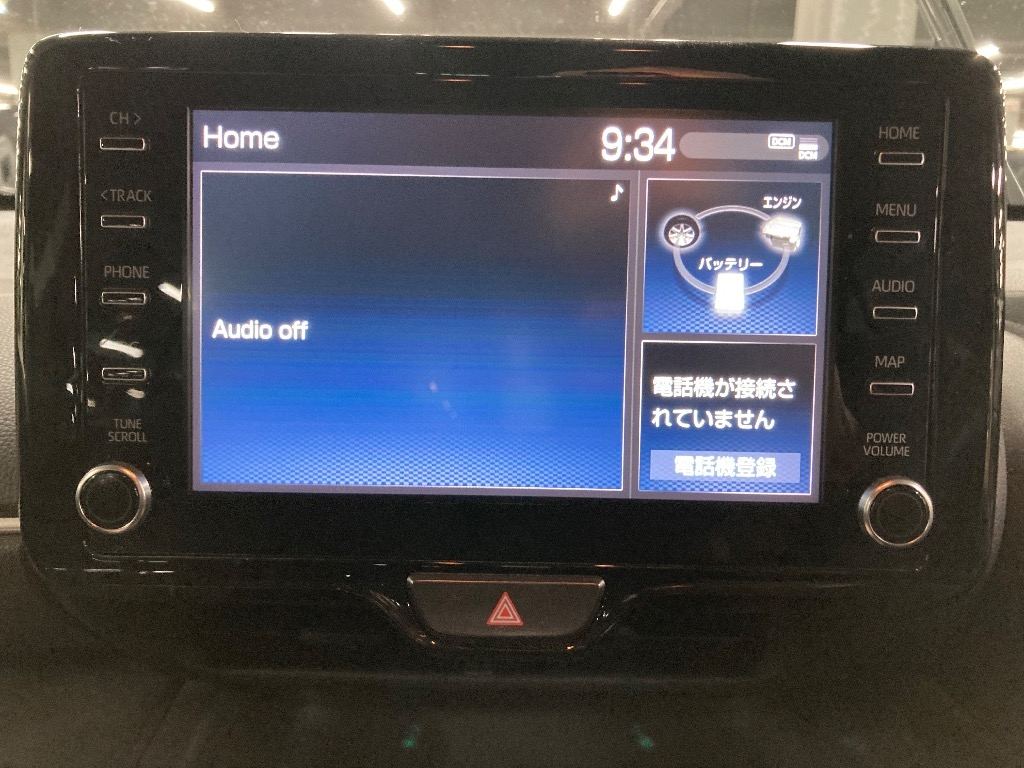 CH >
<TRACK
PHONE
TUNE
SCROLL
Home
9:34
DCM
DCM
Audio off
エンジン
バッテリー
電話機が接続さ
れていません
電話機登録
HOME
MENU
AUDIO
MAP
POWER
VOLUME